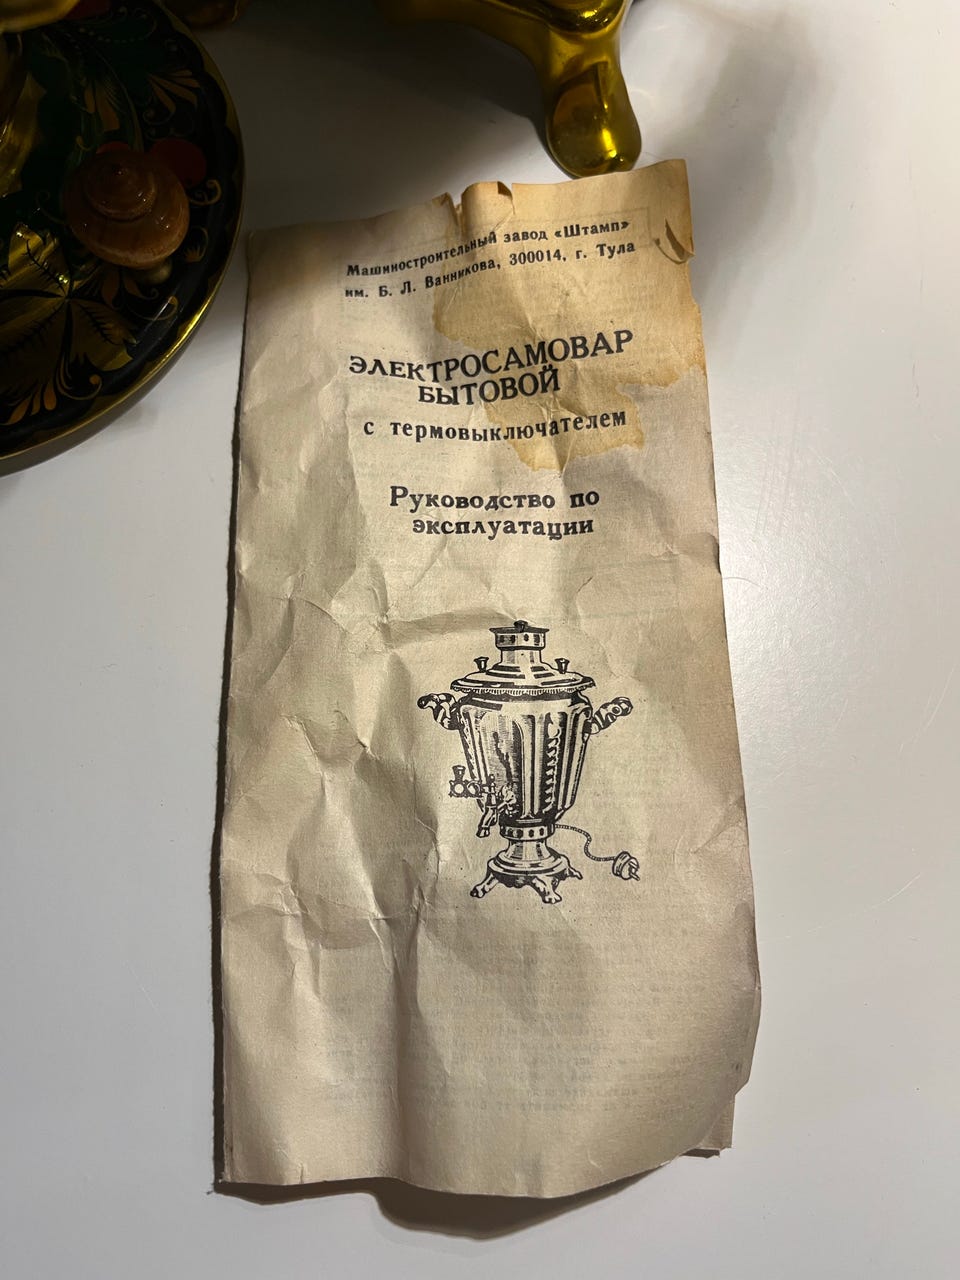 Машиностроительный завод «Штамп»
им. Б. Л. Ванникова, 300014, г. Тула
ЭЛЕКТРОСАМОВАР
БЫТОВОЙ
с термовыключателем
Руководство по
эксплуатации